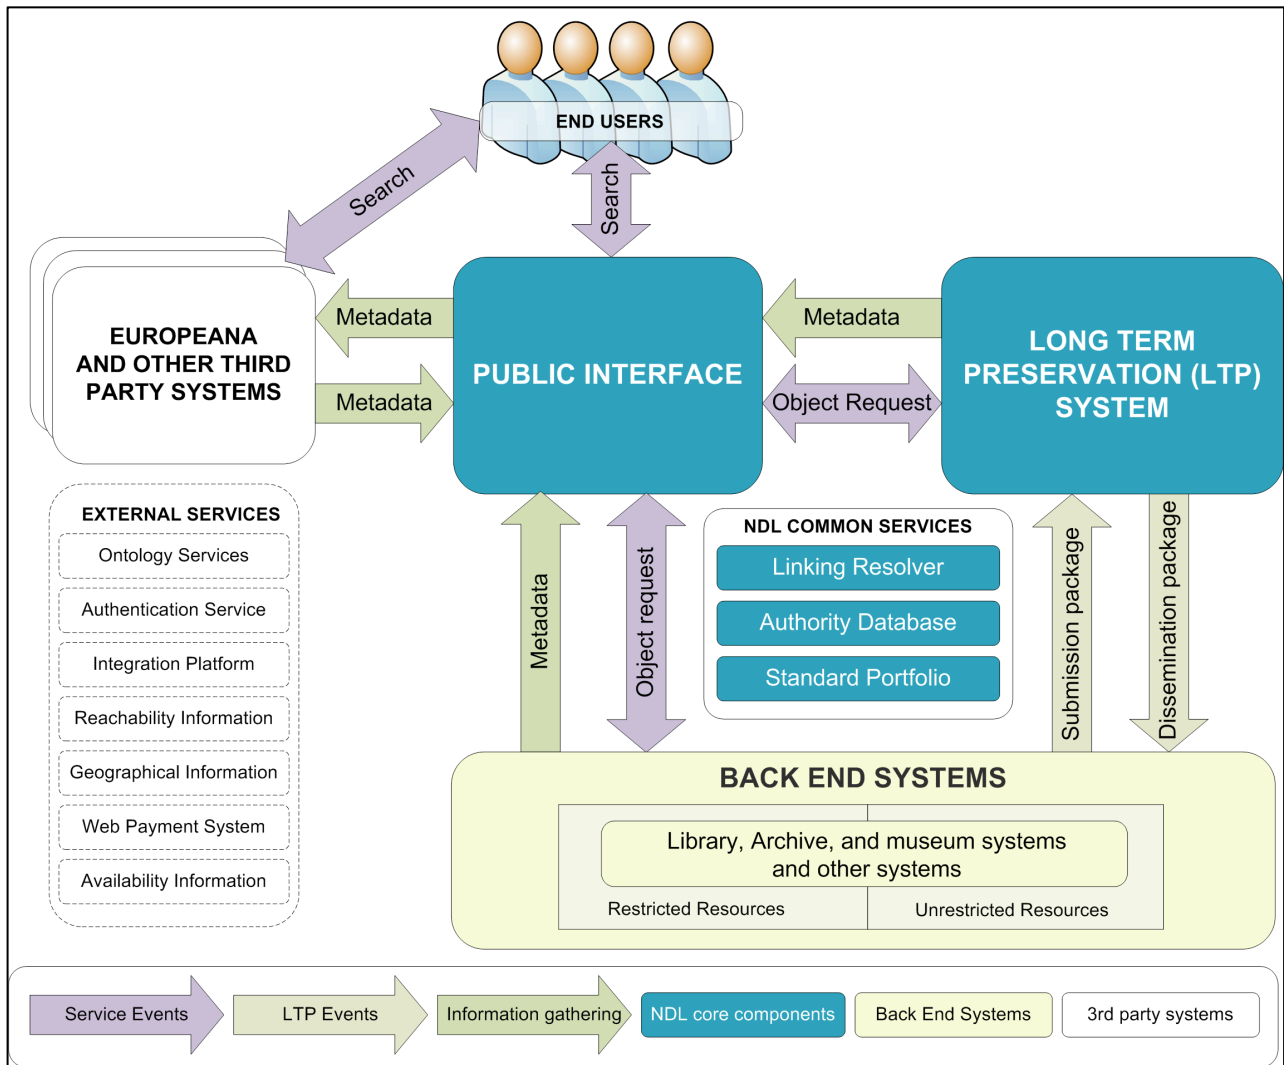 END USERS
Search
Search
EUROPEANA
AND OTHER THIRD
PARTY SYSTEMS
Metadata
Metadata
PUBLIC INTERFACE
Metadata
Object Request
LONG TERM
PRESERVATION (LTP)
SYSTEM
EXTERNAL SERVICES
Ontology Services
Authentication Service
Integration Platform
Reachability Information
Geographical Information
Web Payment System
Availability Information
Metadata
Object request
NDL COMMON SERVICES
Linking Resolver
Authority Database
Standard Portfolio
Submission package
Dissemination package
BACK END SYSTEMS
Library, Archive, and museum systems
and other systems
Restricted Resources
Unrestricted Resources
Service Events
LTP Events
Information gathering
NDL core components
Back End Systems
3rd party systems